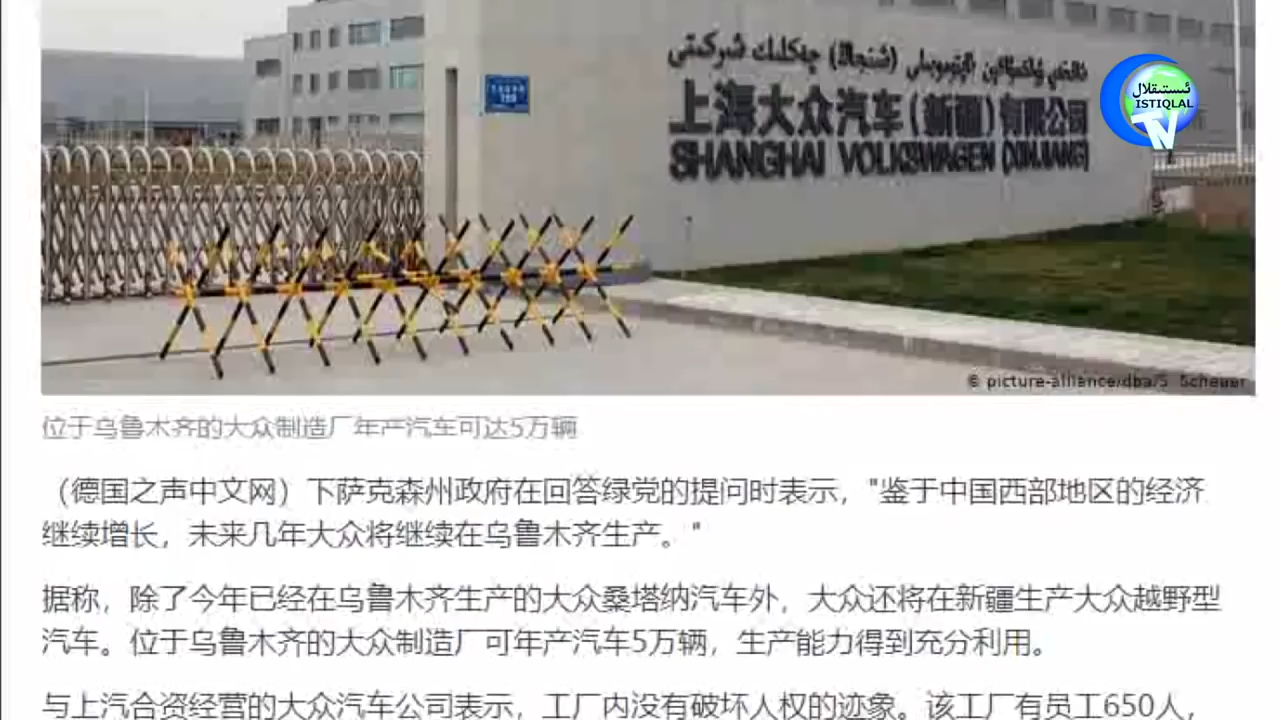 (شىنجاڭ) چەكلىك شىركىتى
上海大众汽车(新疆)有限公司
SHANGHAI VOLKSWAGEN (XINJIANG)
ئىستىقلال
ISTIQLAL
TV
© picture-alliance/dpa/S. Scheuer
位于乌鲁木齐的大众制造厂年产汽车可达5万辆
（德国之声中文网）下萨克森州政府在回答绿党的提问时表示，"鉴于中国西部地区的经济
继续增长，未来几年大众将继续在乌鲁木齐生产。"
据称，除了今年已经在乌鲁木齐生产的大众桑塔纳汽车外，大众还将在新疆生产大众越野型
汽车。位于乌鲁木齐的大众制造厂可年产汽车5万辆，生产能力得到充分利用。
与上汽合资经营的大众汽车公司表示，工厂内没有破坏人权的迹象。该工厂有员工650人，